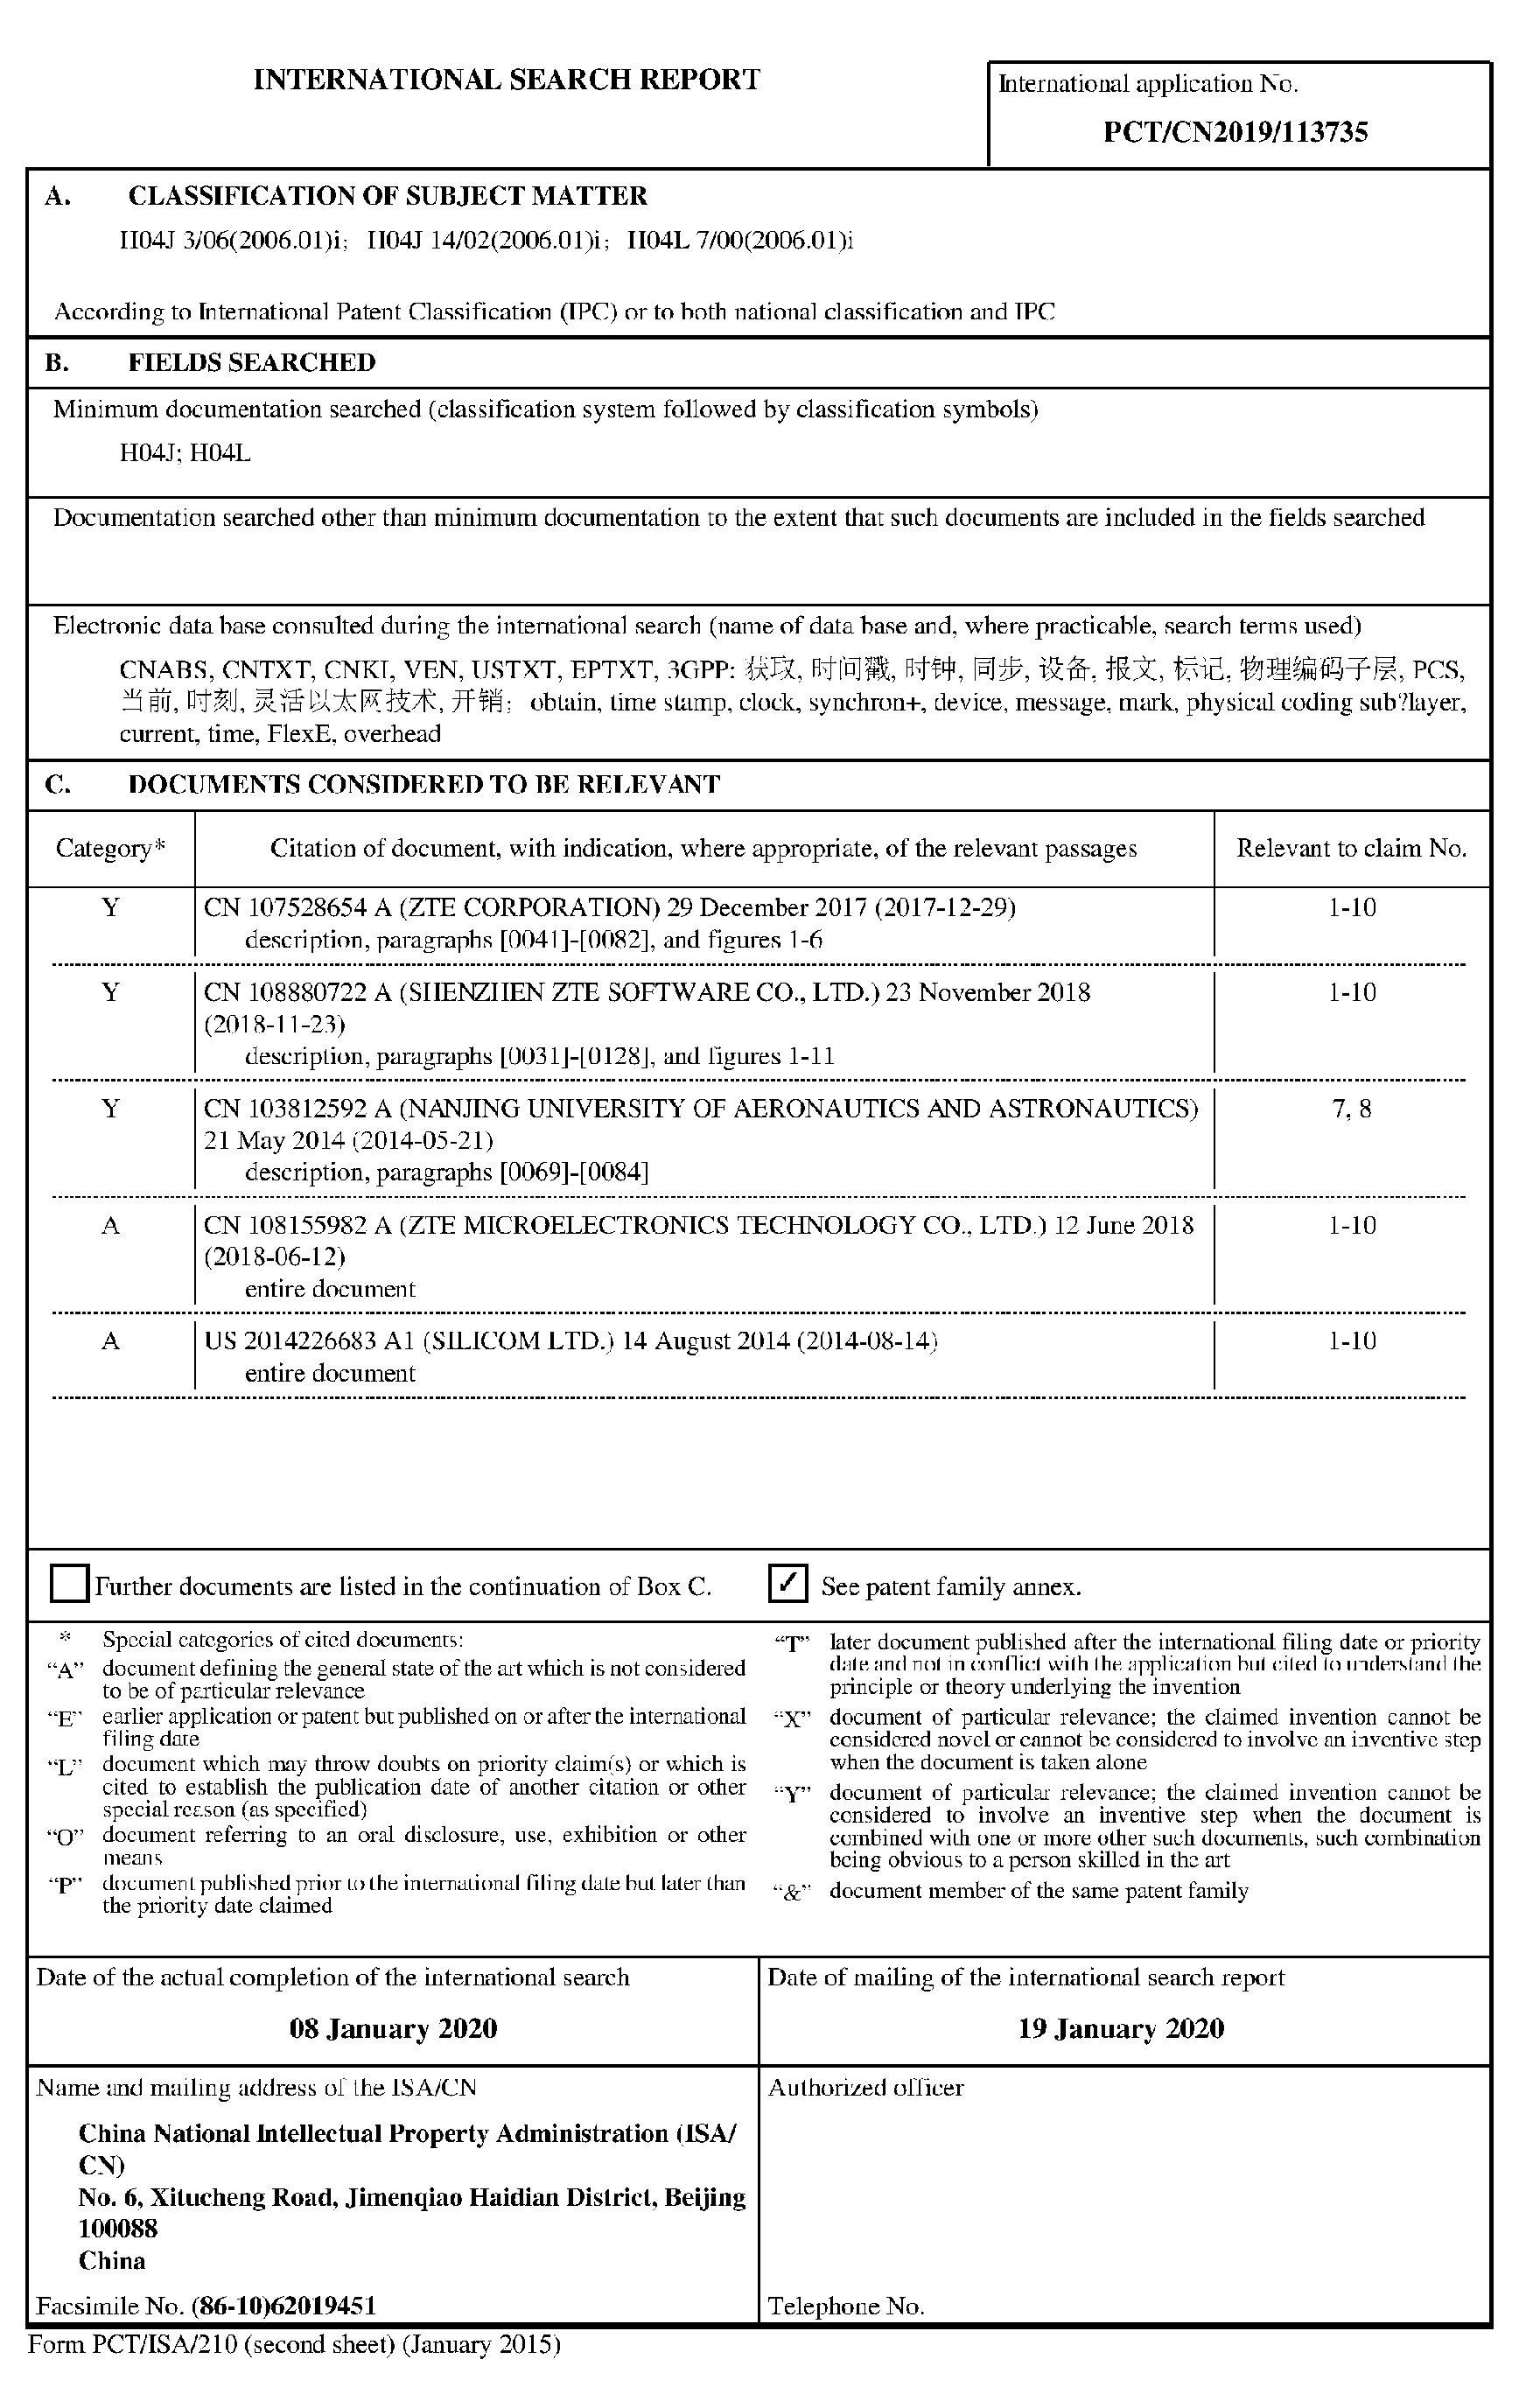 INTERNATIONAL SEARCH REPORT
International application No.
PCT/CN2019/113735
A. CLASSIFICATION OF SUBJECT MATTER
H04J 3/06(2006.01)i; H04J 14/02(2006.01)i; H04L 7/00(2006.01)i
According to International Patent Classification (IPC) or to both national classification and IPC
B. FIELDS SEARCHED
Minimum documentation searched (classification system followed by classification symbols)
H04J; H04L
Documentation searched other than minimum documentation to the extent that such documents are included in the fields searched
Electronic data base consulted during the international search (name of data base and, where practicable, search terms used)
CNABS, CNTXT, CNKI, VEN, USTXT, EPTXT, 3GPP: 获取, 时间戳, 时钟, 同步, 设备, 报文, 标记, 物理编码子层, PCS,
当前, 时刻, 灵活以太网技术, 开销; obtain, time stamp, clock, synchron+, device, message, mark, physical coding sub?layer,
current, time, FlexE, overhead
C. DOCUMENTS CONSIDERED TO BE RELEVANT
Category* Citation of document, with indication, where appropriate, of the relevant passages Relevant to claim No.
Y CN 107528654 A (ZTE CORPORATION) 29 December 2017 (2017-12-29) 1-10
description, paragraphs [0041]-[0082], and figures 1-6
Y CN 108880722 A (SHENZHEN ZTE SOFTWARE CO., LTD.) 23 November 2018 1-10
(2018-11-23)
description, paragraphs [0031]-[0128], and figures 1-11
Y CN 103812592 A (NANJING UNIVERSITY OF AERONAUTICS AND ASTRONAUTICS) 7, 8
21 May 2014 (2014-05-21)
description, paragraphs [0069]-[0084]
A CN 108155982 A (ZTE MICROELECTRONICS TECHNOLOGY CO., LTD.) 12 June 2018 1-10
(2018-06-12)
entire document
A US 2014226683 A1 (SILICOM LTD.) 14 August 2014 (2014-08-14) 1-10
entire document
Further documents are listed in the continuation of Box C.
✓ See patent family annex.
* Special categories of cited documents:
“A” document defining the general state of the art which is not considered
to be of particular relevance
“E” earlier application or patent but published on or after the international
filing date
“L” document which may throw doubts on priority claim(s) or which is
cited to establish the publication date of another citation or other
special reason (as specified)
“O” document referring to an oral disclosure, use, exhibition or other
means
“P” document published prior to the international filing date but later than
the priority date claimed
“T” later document published after the international filing date or priority
date and not in conflict with the application but cited to understand the
principle or theory underlying the invention
“X” document of particular relevance; the claimed invention cannot be
considered novel or cannot be considered to involve an inventive step
when the document is taken alone
“Y” document of particular relevance; the claimed invention cannot be
considered to involve an inventive step when the document is
combined with one or more other such documents, such combination
being obvious to a person skilled in the art
“&” document member of the same patent family
Date of the actual completion of the international search
08 January 2020
Date of mailing of the international search report
19 January 2020
Name and mailing address of the ISA/CN
China National Intellectual Property Administration (ISA/
CN)
No. 6, Xitucheng Road, Jimenqiao Haidian District, Beijing
100088
China
Facsimile No. (86-10)62019451
Authorized officer
Telephone No.
Form PCT/ISA/210 (second sheet) (January 2015)